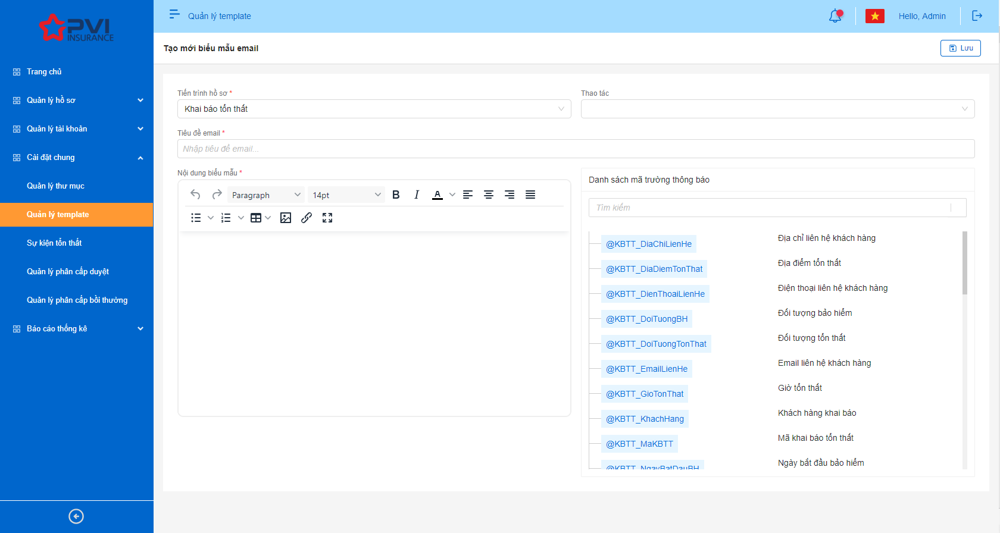 PVI
INSURANCE
Trang chủ
Quản lý hồ sơ
Quản lý tài khoản
Cài đặt chung
Quản lý thư mục
Quản lý template
Sự kiện tổn thất
Quản lý phân cấp duyệt
Quản lý phân cấp bồi thường
Báo cáo thống kê
Quản lý template
Hello, Admin
Tạo mới biểu mẫu email
Lưu
Tiến trình hồ sơ *
Khai báo tổn thất
Thao tác
Tiêu đề email *
Nhập tiêu đề email...
Nội dung biểu mẫu *
Paragraph
14pt
Danh sách mã trường thông báo
Tìm kiếm
@KBTT_DiaChiLienHe Địa chỉ liên hệ khách hàng
@KBTT_DiaDiemTonThat Địa điểm tổn thất
@KBTT_DienThoaiLienHe Điện thoại liên hệ khách hàng
@KBTT_DoiTuongBH Đối tượng bảo hiểm
@KBTT_DoiTuongTonThat Đối tượng tổn thất
@KBTT_EmailLienHe Email liên hệ khách hàng
@KBTT_GioTonThat Giờ tổn thất
@KBTT_KhachHang Khách hàng khai báo
@KBTT_MaKBTT Mã khai báo tổn thất
@KBTT_NgayBatDauBH Ngày bắt đầu bảo hiểm